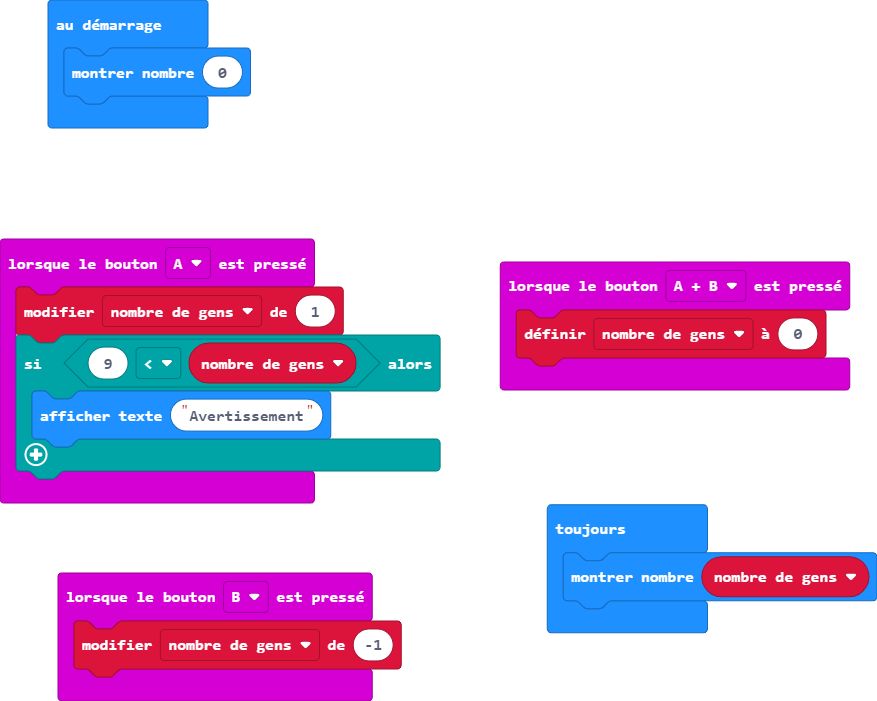 au démarrage
montrer nombre 0
lorsque le bouton A est pressé
modifier nombre de gens de 1
si 9 < nombre de gens alors
afficher texte "Avertissement"
lorsque le bouton A + B est pressé
définir nombre de gens à 0
toujours
montrer nombre nombre de gens
lorsque le bouton B est pressé
modifier nombre de gens de -1